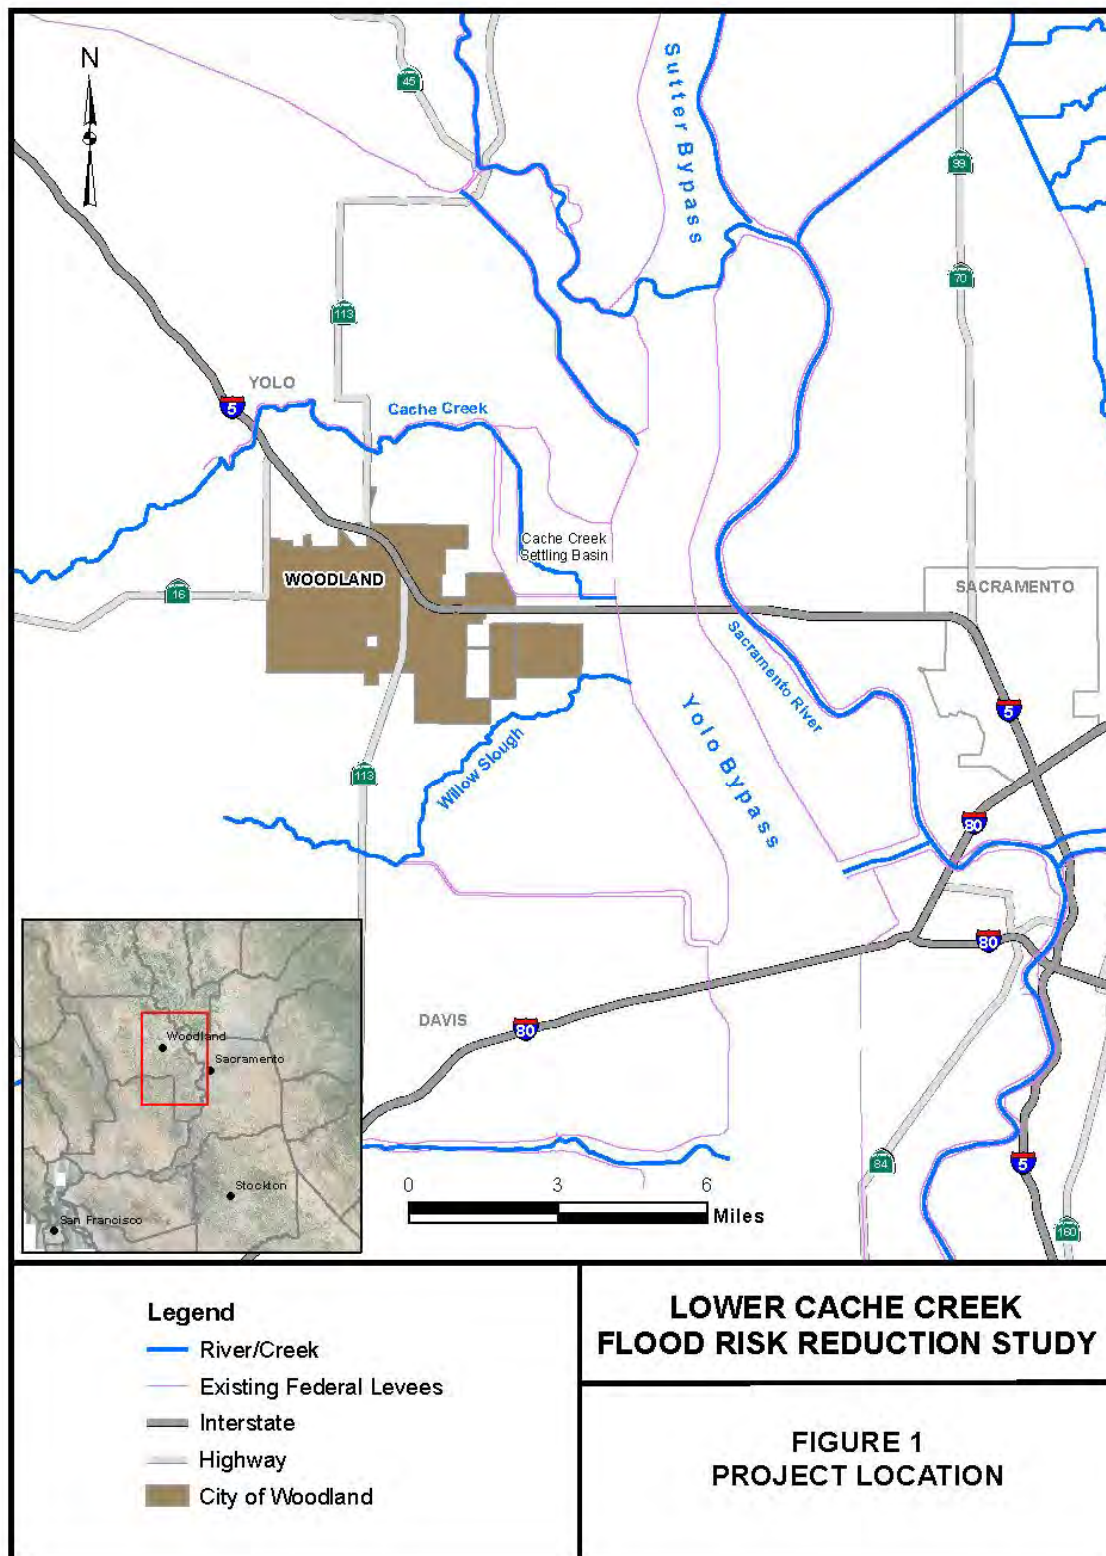 N
45
Sutter Bypass
99
70
113
YOLO
5
Cache Creek
Cache Creek
Settling Basin
WOODLAND
16
SACRAMENTO
Sacramento River
5
Yolo Bypass
Willow Slough
113
80
80
DAVIS
80
Woodland
Sacramento
Stockton
San Francisco
84
5
160
0 3 6
Miles
Legend
River/Creek
Existing Federal Levees
Interstate
Highway
City of Woodland
LOWER CACHE CREEK
FLOOD RISK REDUCTION STUDY
FIGURE 1
PROJECT LOCATION